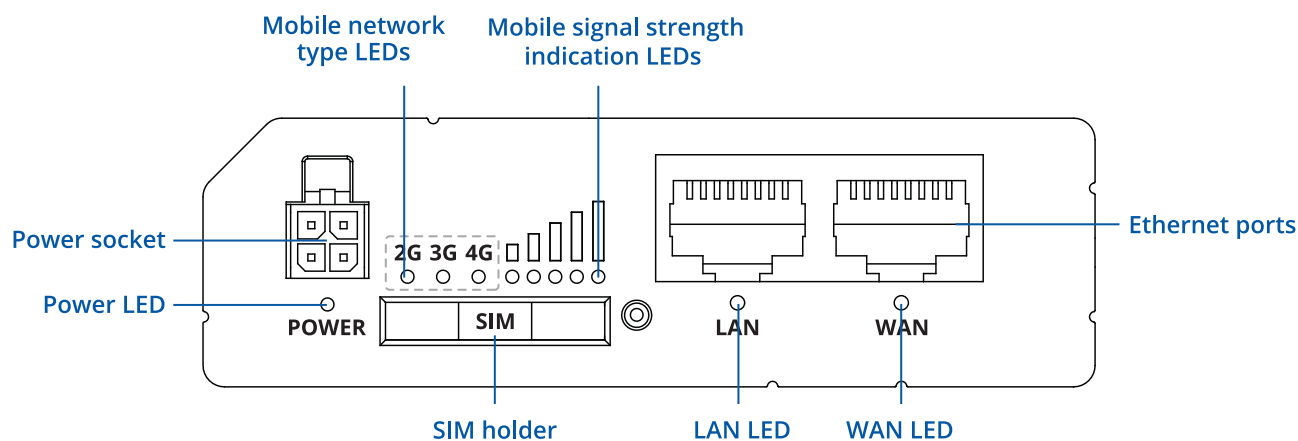 Mobile network
type LEDs
Mobile signal strength
indication LEDs
Power socket
2G 3G 4G
Ethernet ports
Power LED
POWER
SIM
LAN
WAN
SIM holder
LAN LED
WAN LED